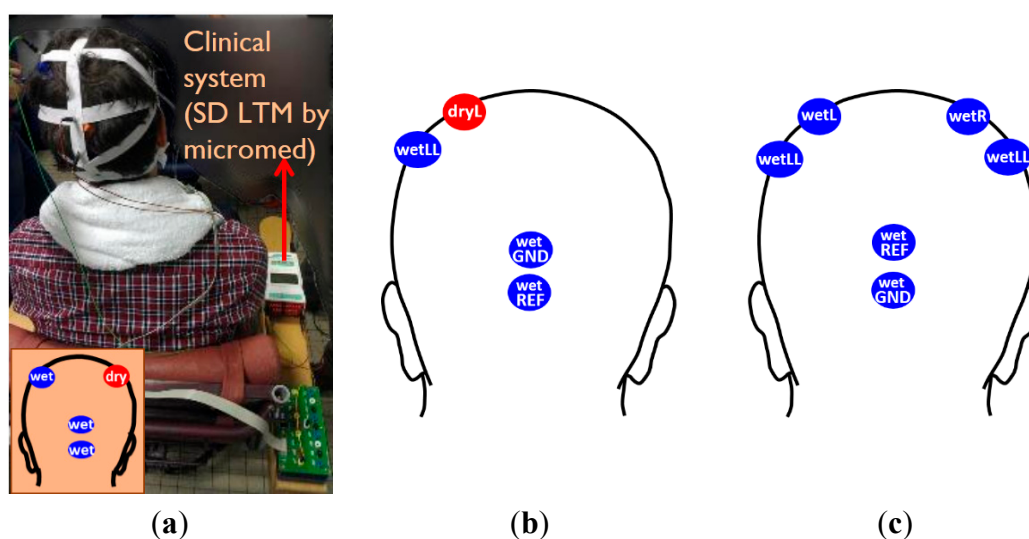 Clinical
system
(SD LTM by
micromed)
wet
dry
wet
wet
dryL
wetLL
wet
GND
wet
REF
wetL
wetR
wetLL
wetLL
wet
REF
wet
GND
(a)
(b)
(c)